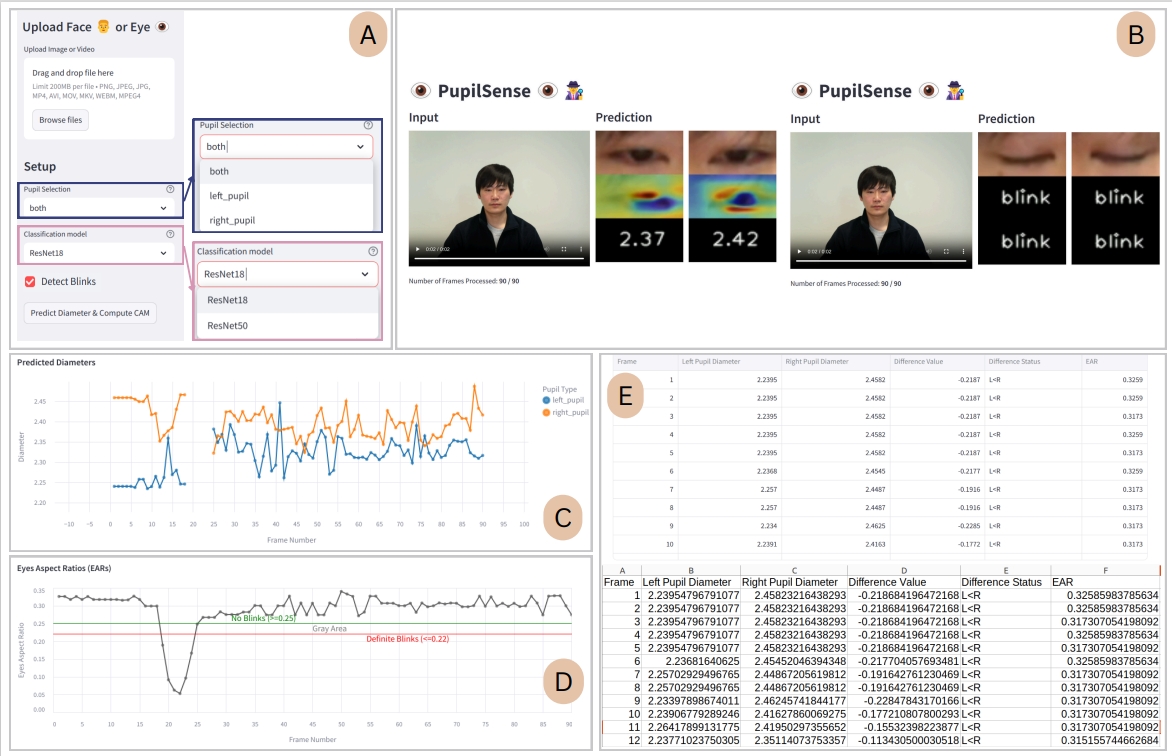 Upload Face 👨 or Eye 👁
Upload Image or Video
Drag and drop file here
Limit 200MB per file • PNG, JPEG, JPG,
MP4, AVI, MOV, MKV, WEBM, MPEG4
Browse files
Setup
Pupil Selection
both
Classification model
ResNet18
Detect Blinks
Predict Diameter & Compute CAM
Pupil Selection
both
both
left_pupil
right_pupil
Classification model
ResNet18
ResNet18
ResNet50
A
B
👁 PupilSense 👁 🕵
Input
Prediction
0:02 / 0:02
2.37
2.42
Number of Frames Processed: 90 / 90
👁 PupilSense 👁 🕵
Input
Prediction
0:02 / 0:02
blink
blink
blink
blink
Number of Frames Processed: 90 / 90
Predicted Diameters
Pupil Type
left_pupil
right_pupil
Diameter
2.45
2.40
2.35
2.30
2.25
2.20
−10 −5 0 5 10 15 20 25 30 35 40 45 50 55 60 65 70 75 80 85 90 95 100
Frame Number
C
Eyes Aspect Ratios (EARs)
Eyes Aspect Ratio
0.35
0.30
0.25
0.20
0.15
0.10
0.05
0.00
No Blinks (>=0.25)
Gray Area
Definite Blinks (<=0.22)
0 5 10 15 20 25 30 35 40 45 50 55 60 65 70 75 80 85 90
Frame Number
D
E
Frame Left Pupil Diameter Right Pupil Diameter Difference Value Difference Status EAR
1 2.2395 2.4582 -0.2187 L<R 0.3259
2 2.2395 2.4582 -0.2187 L<R 0.3259
3 2.2395 2.4582 -0.2187 L<R 0.3173
4 2.2395 2.4582 -0.2187 L<R 0.3259
5 2.2395 2.4582 -0.2187 L<R 0.3173
6 2.2368 2.4545 -0.2177 L<R 0.3259
7 2.257 2.4487 -0.1916 L<R 0.3173
8 2.257 2.4487 -0.1916 L<R 0.3173
9 2.234 2.4625 -0.2285 L<R 0.3173
10 2.2391 2.4163 -0.1772 L<R 0.3173
A B C D E F
Frame Left Pupil Diameter Right Pupil Diameter Difference Value Difference Status EAR
1 2.23954796791077 2.45823216438293 -0.218684196472168 L<R 0.32585983785634
2 2.23954796791077 2.45823216438293 -0.218684196472168 L<R 0.32585983785634
3 2.23954796791077 2.45823216438293 -0.218684196472168 L<R 0.317307054198092
4 2.23954796791077 2.45823216438293 -0.218684196472168 L<R 0.32585983785634
5 2.23954796791077 2.45823216438293 -0.218684196472168 L<R 0.317307054198092
6 2.23681640625 2.45452046394348 -0.217704057693481 L<R 0.32585983785634
7 2.25702929496765 2.44867205619812 -0.191642761230469 L<R 0.317307054198092
8 2.25702929496765 2.44867205619812 -0.191642761230469 L<R 0.317307054198092
9 2.23397898674011 2.46245741844177 -0.22847843170166 L<R 0.317307054198092
10 2.23906779289246 2.41627860069275 -0.177210807800293 L<R 0.317307054198092
11 2.26417899131775 2.41950297355652 -0.15532398223877 L<R 0.317307054198092
12 2.23771023750305 2.35114073753357 -0.113430500030518 L<R 0.315155744662684